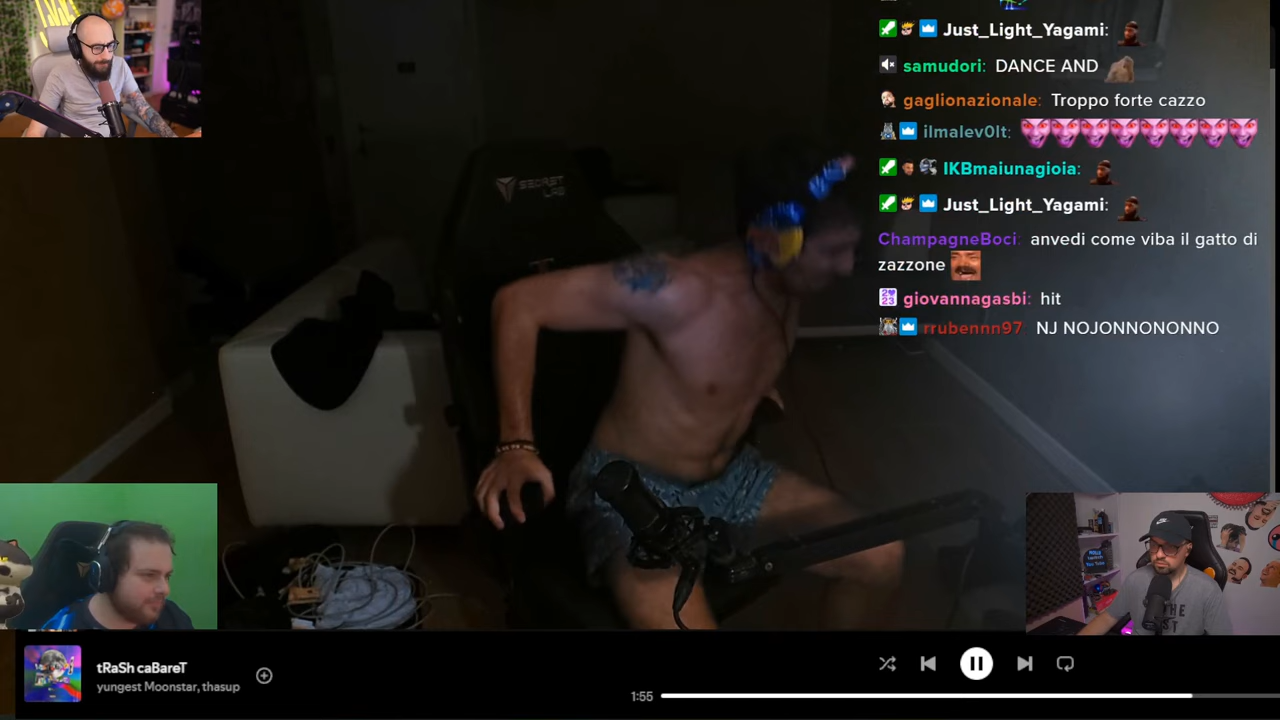 Just_Light_Yagami:
samudori: DANCE AND
gaglionazionale: Troppo forte cazzo
ilmalev0lt:
IKBmaiunagioia:
Just_Light_Yagami:
ChampagneBoci: anvedi come viba il gatto di
zazzone
giovannagasbi: hit
rrubennn97 NJ NOJONNONONNO
SECRET
LAB
tRaSh caBareT
yungest Moonstar, thasup
1:55